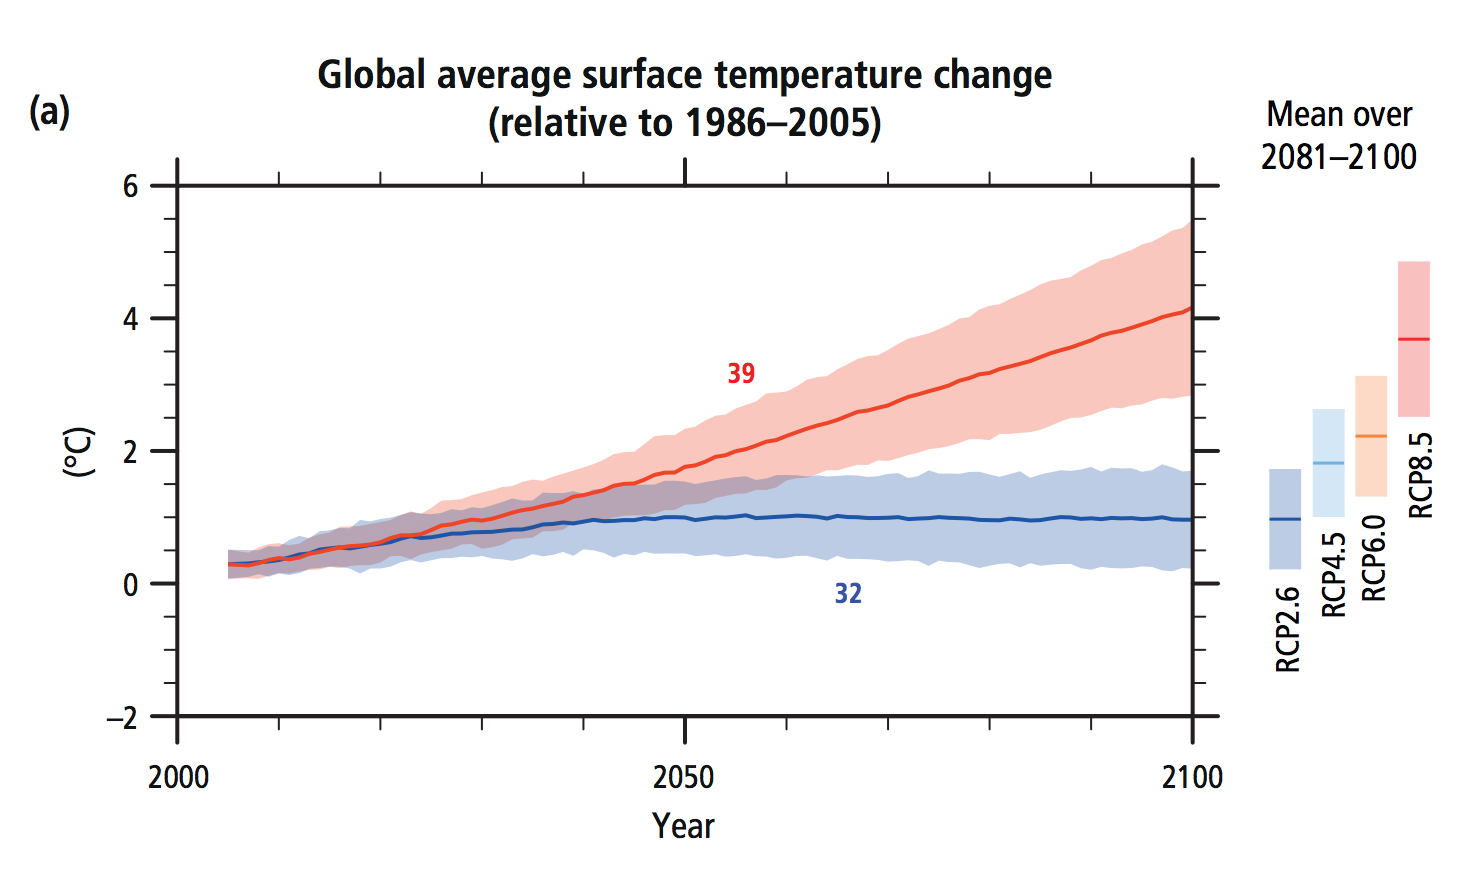 Global average surface temperature change
(relative to 1986–2005)
(a)
Mean over
2081–2100
6
4
2
0
–2
(°C)
39
32
2000
2050
2100
Year
RCP2.6
RCP4.5
RCP6.0
RCP8.5